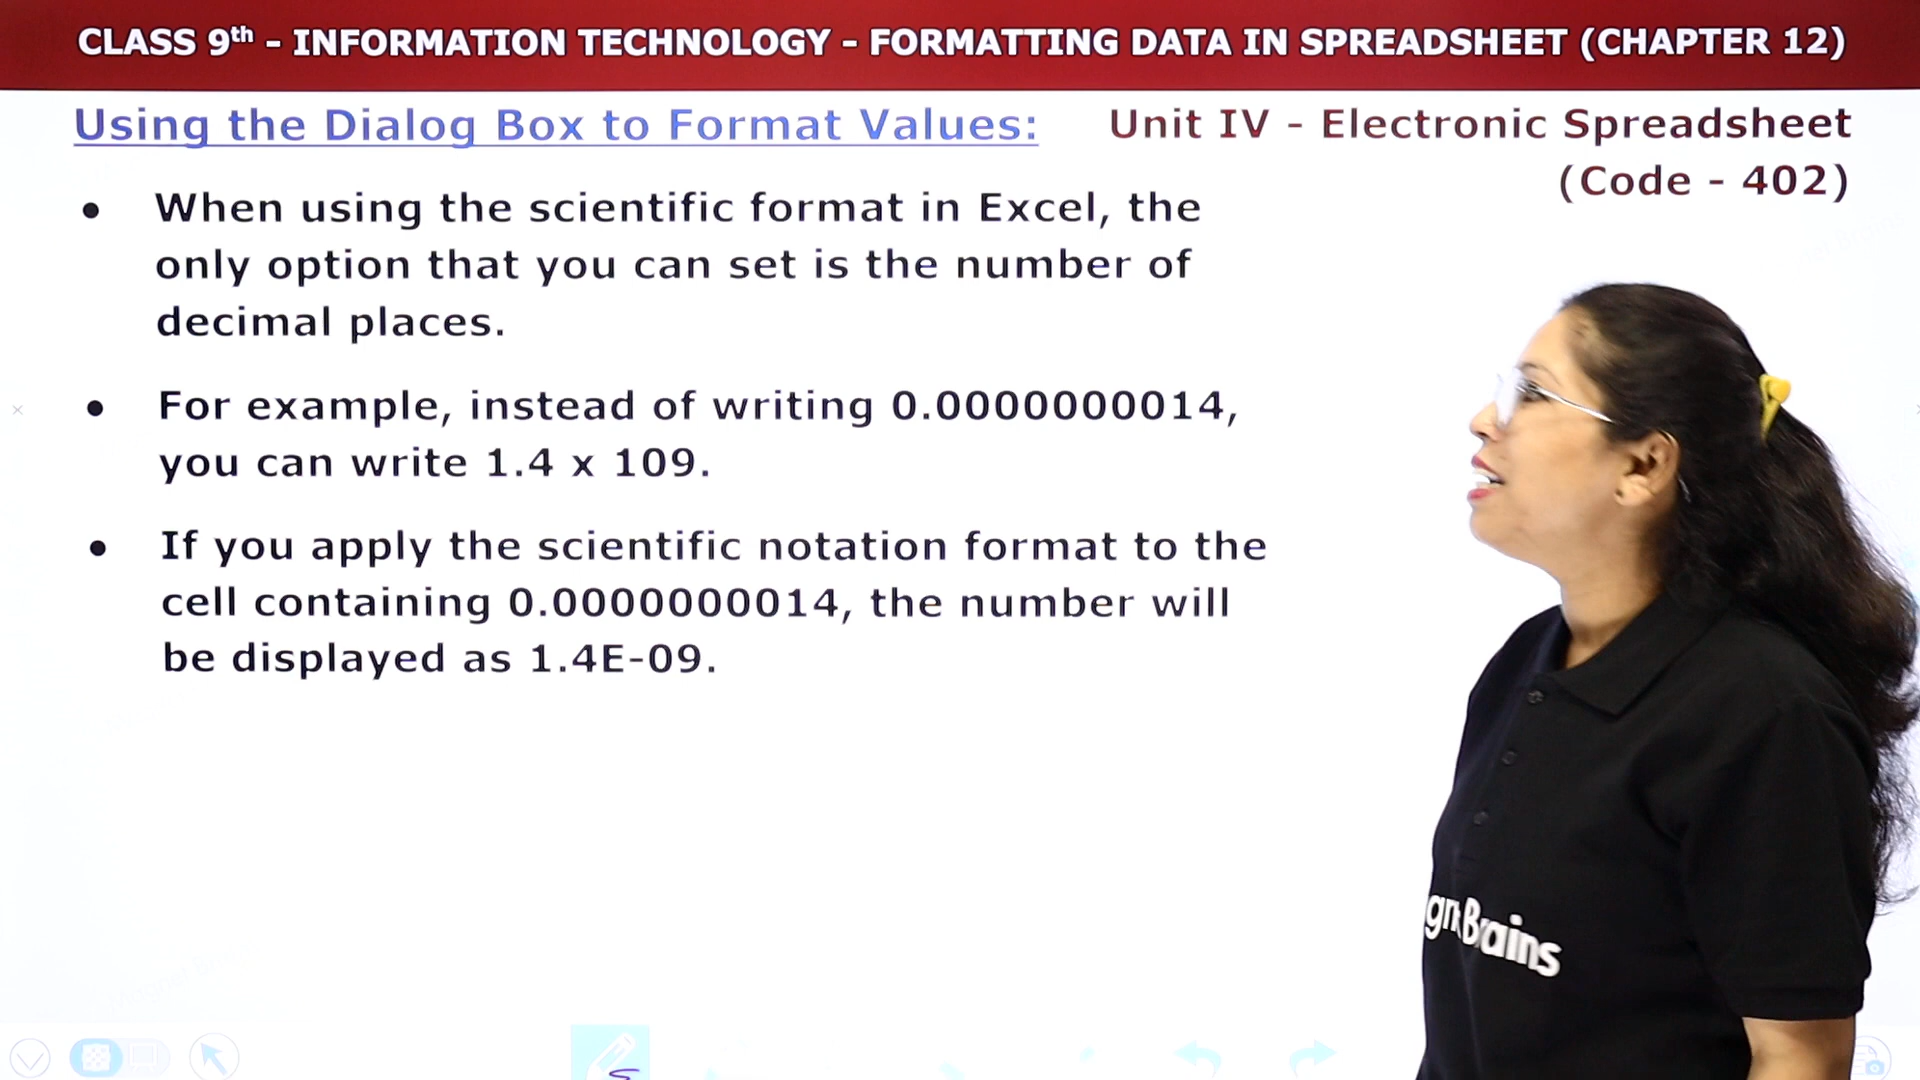 CLASS 9th - INFORMATION TECHNOLOGY - FORMATTING DATA IN SPREADSHEET (CHAPTER 12)
Using the Dialog Box to Format Values:
Unit IV - Electronic Spreadsheet
(Code - 402)
• When using the scientific format in Excel, the
only option that you can set is the number of
decimal places.
• For example, instead of writing 0.0000000014,
you can write 1.4 x 109.
• If you apply the scientific notation format to the
cell containing 0.0000000014, the number will
be displayed as 1.4E-09.
Brains